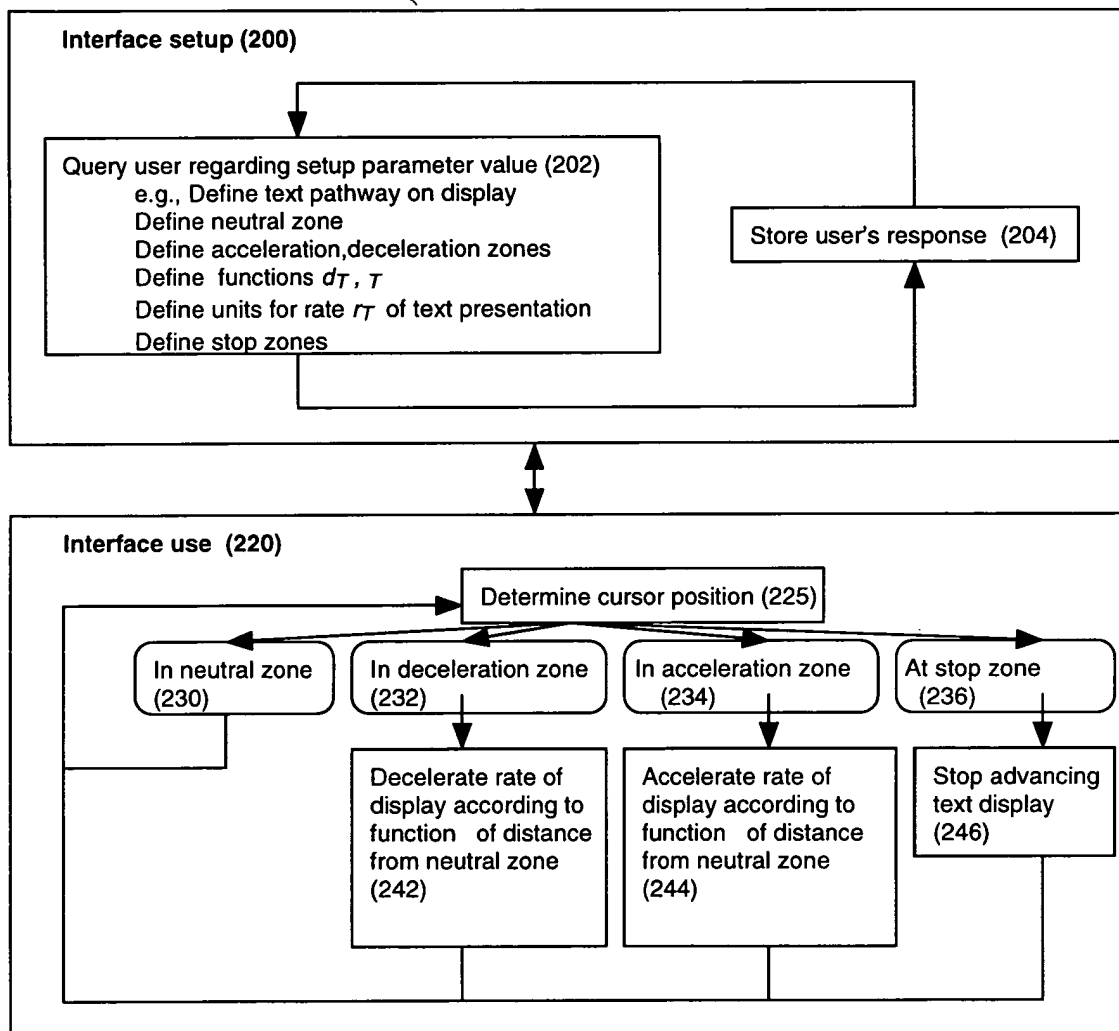 Interface setup (200)
Query user regarding setup parameter value (202)
e.g., Define text pathway on display
Define neutral zone
Define acceleration,deceleration zones
Define functions dT, T
Define units for rate rT of text presentation
Define stop zones
Store user's response (204)
Interface use (220)
Determine cursor position (225)
In neutral zone
(230)
In deceleration zone
(232)
In acceleration zone
(234)
At stop zone
(236)
Decelerate rate of
display according to
function of distance
from neutral zone
(242)
Accelerate rate of
display according to
function of distance
from neutral zone
(244)
Stop advancing
text display
(246)